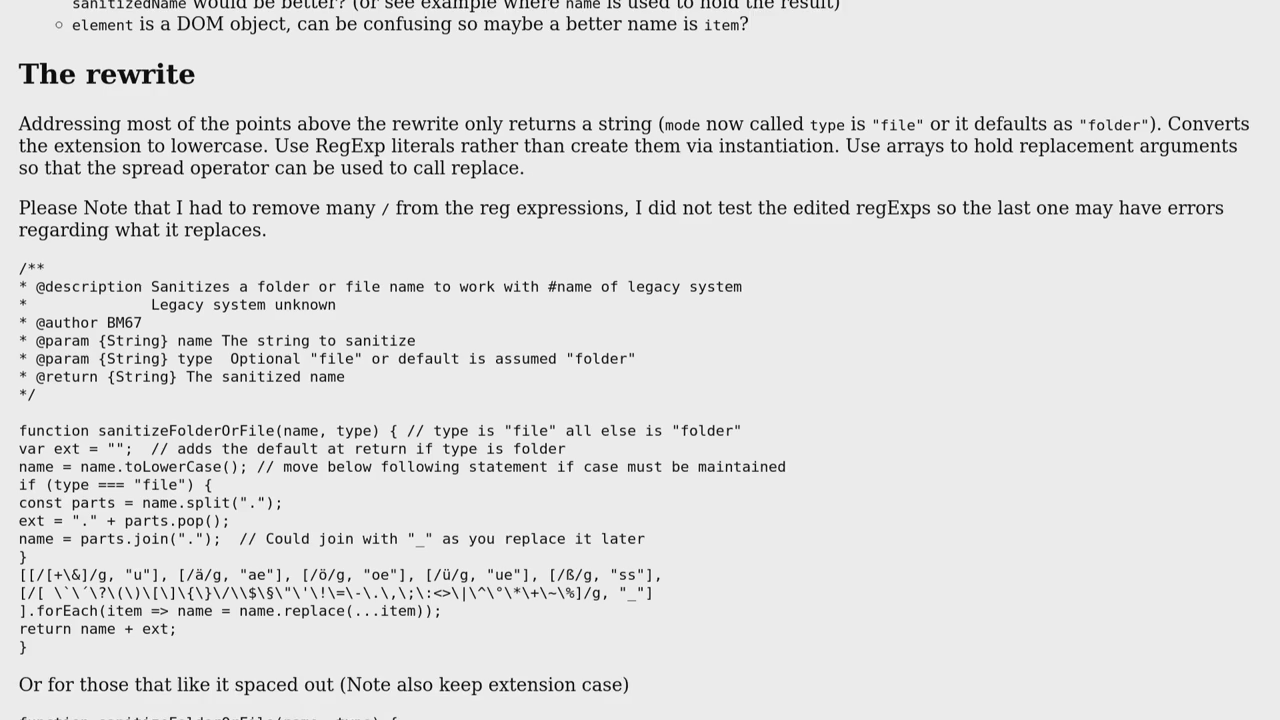 sanitizedName would be better? (or see example where name is used to hold the result)
element is a DOM object, can be confusing so maybe a better name is item?
The rewrite
Addressing most of the points above the rewrite only returns a string (mode now called type is "file" or it defaults as "folder"). Converts
the extension to lowercase. Use RegExp literals rather than create them via instantiation. Use arrays to hold replacement arguments
so that the spread operator can be used to call replace.
Please Note that I had to remove many / from the reg expressions, I did not test the edited regExps so the last one may have errors
regarding what it replaces.
/**
* @description Sanitizes a folder or file name to work with #name of legacy system
*              Legacy system unknown
* @author BM67
* @param {String} name The string to sanitize
* @param {String} type  Optional "file" or default is assumed "folder"
* @return {String} The sanitized name
*/
function sanitizeFolderOrFile(name, type) { // type is "file" all else is "folder"
var ext = "";  // adds the default at return if type is folder
name = name.toLowerCase(); // move below following statement if case must be maintained
if (type === "file") {
const parts = name.split(".");
ext = "." + parts.pop();
name = parts.join(".");  // Could join with "_" as you replace it later
}
[[/[+\&]/g, "u"], [/ä/g, "ae"], [/ö/g, "oe"], [/ü/g, "ue"], [/ß/g, "ss"],
[/[ \`\´\?\(\)\[\]\{\}\/\\$\§\"\'\!\=\-\.\,\;\:<>\|\^\°\*\+\~\%]/g, "_"]
].forEach(item => name = name.replace(...item));
return name + ext;
}
Or for those that like it spaced out (Note also keep extension case)
function sanitizeFolderOrFile(name, type) {